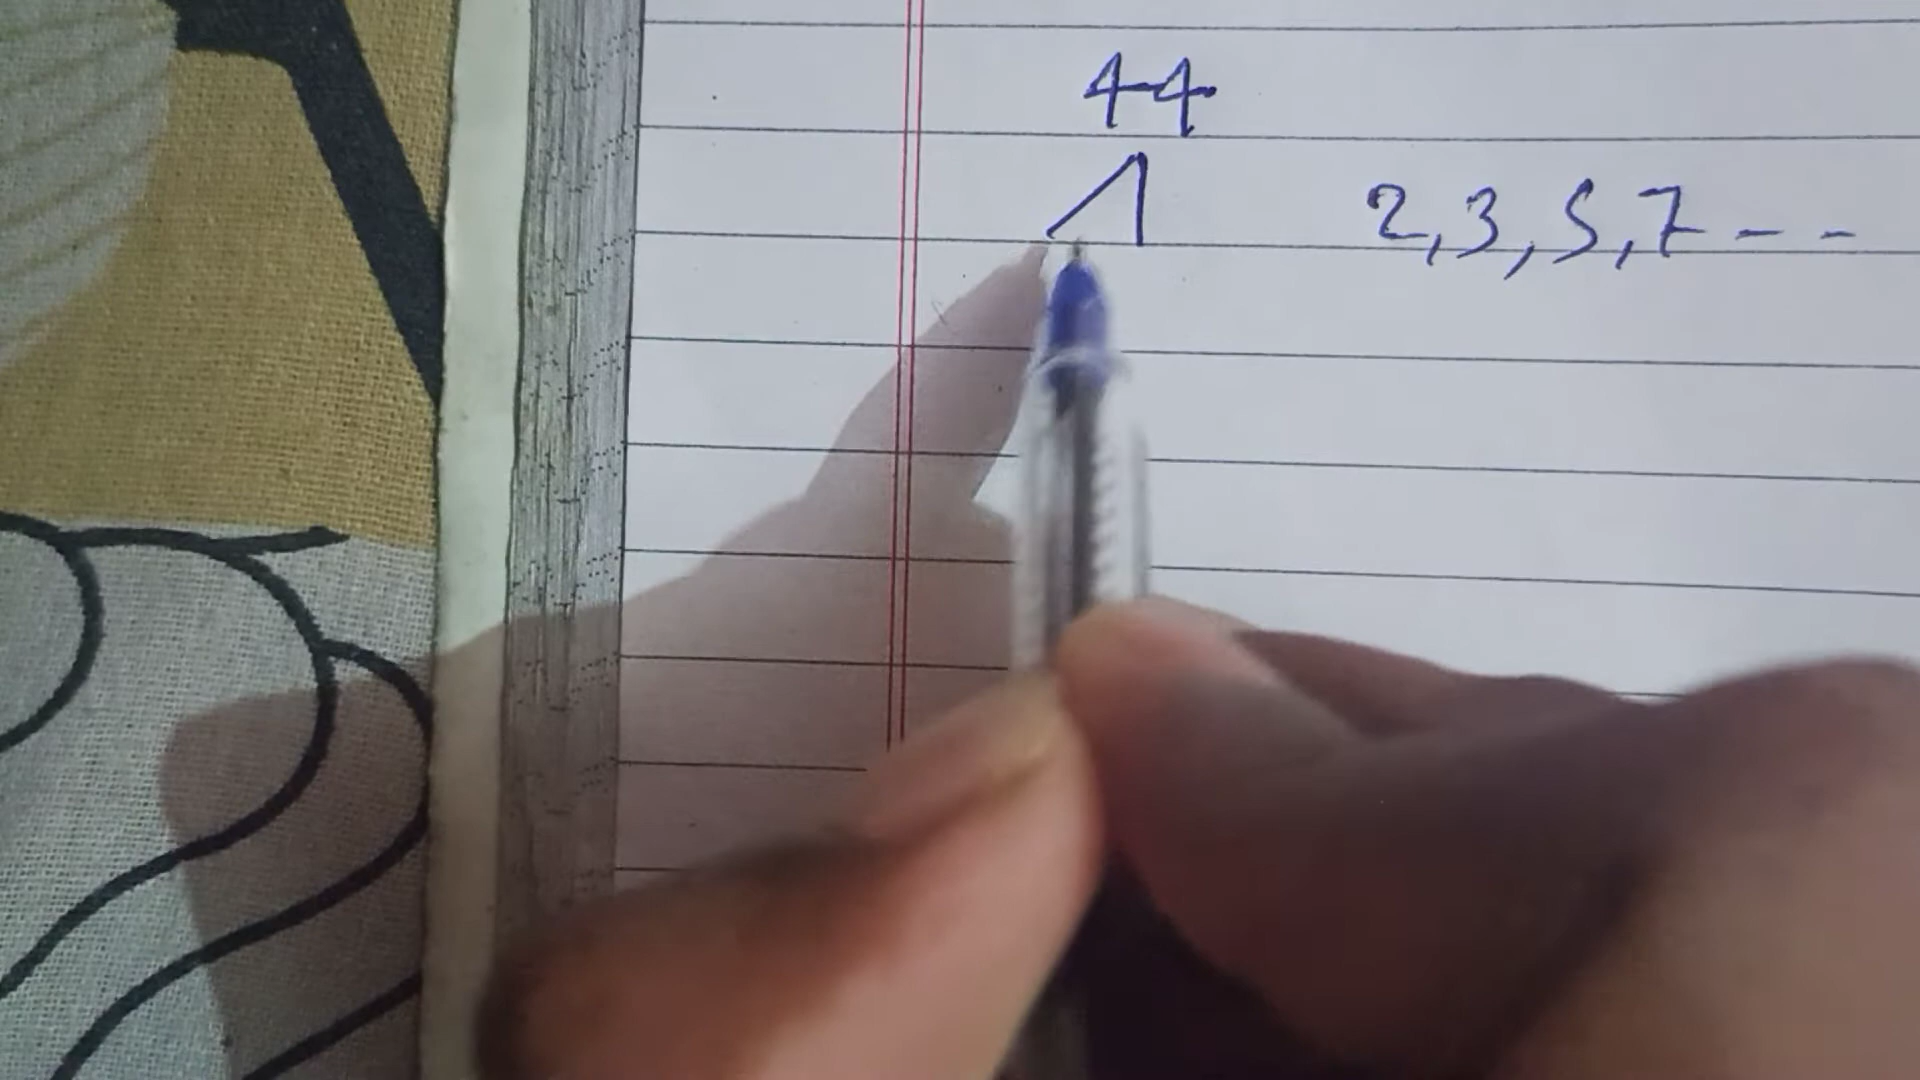 44
2, 3, 5, 7 - -